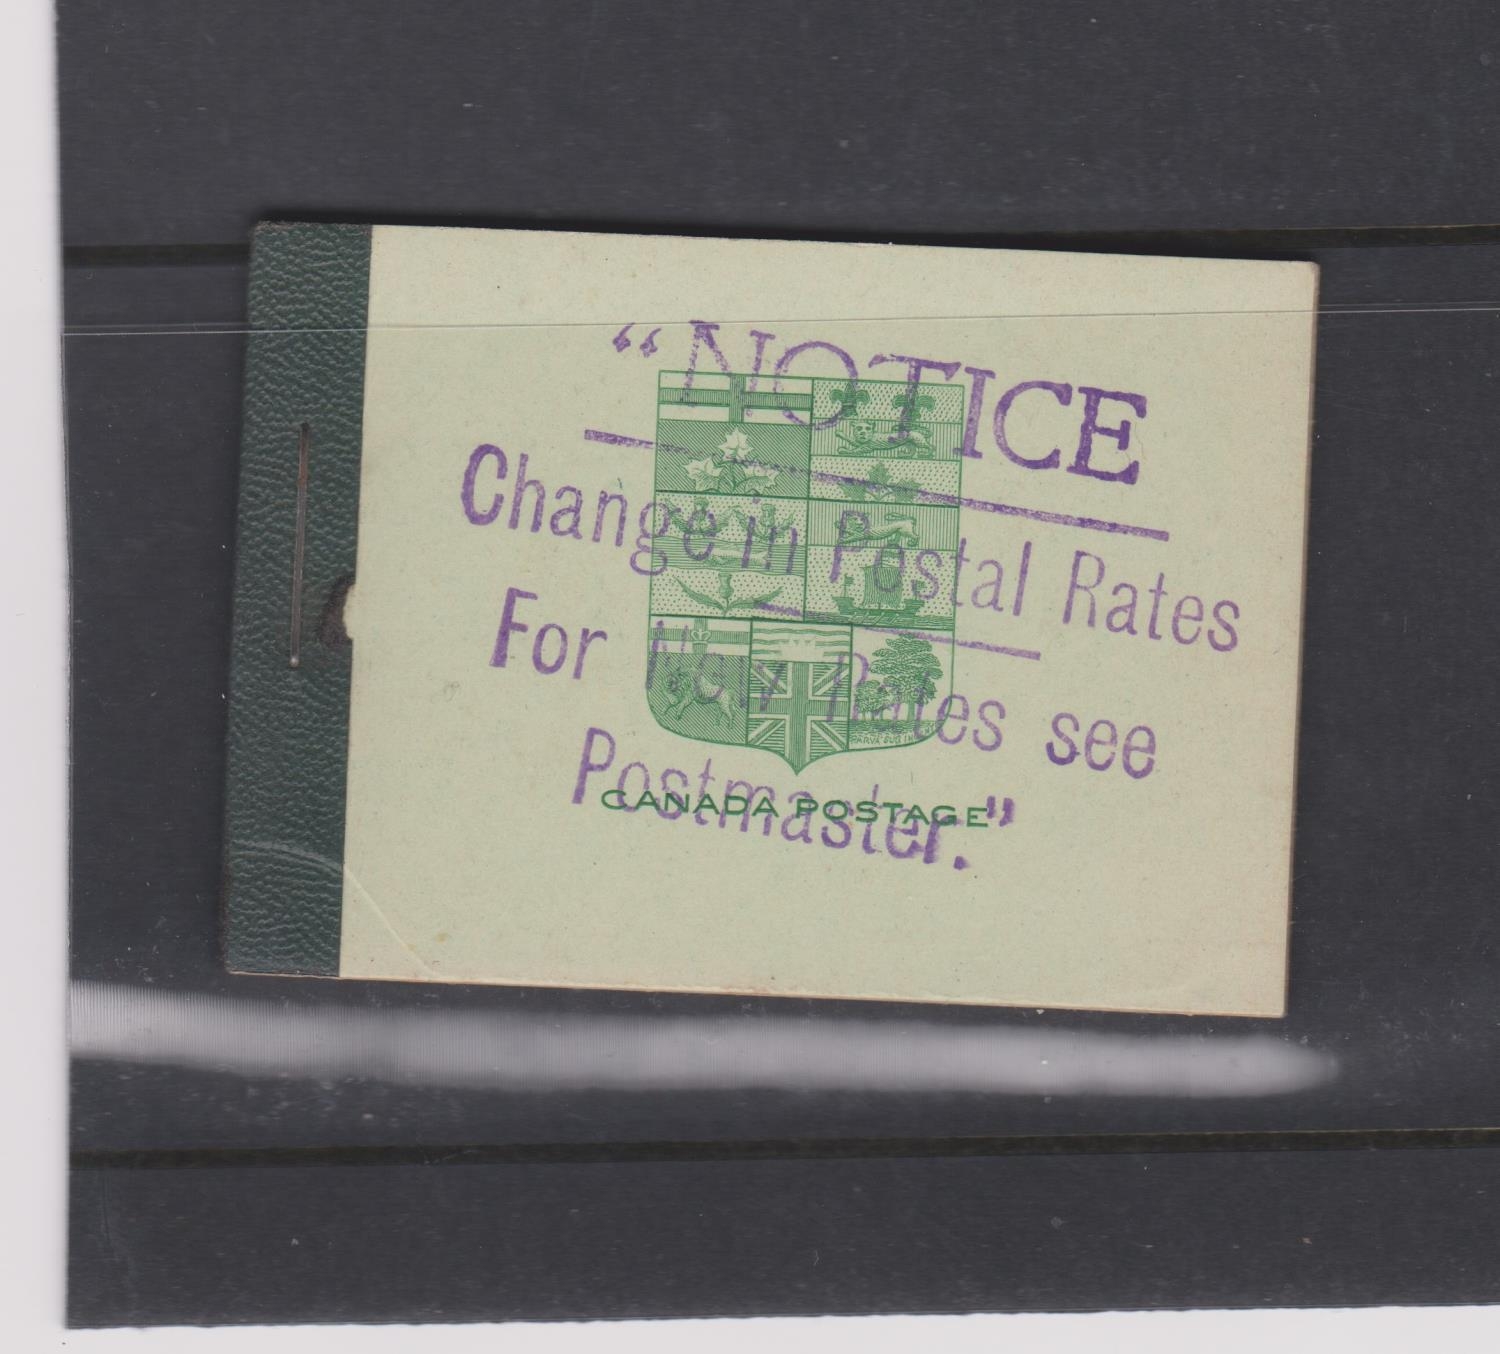 “NOTICE
Change in Postal Rates
For New Rates see
Postmaster.”
CANADA POSTAGE